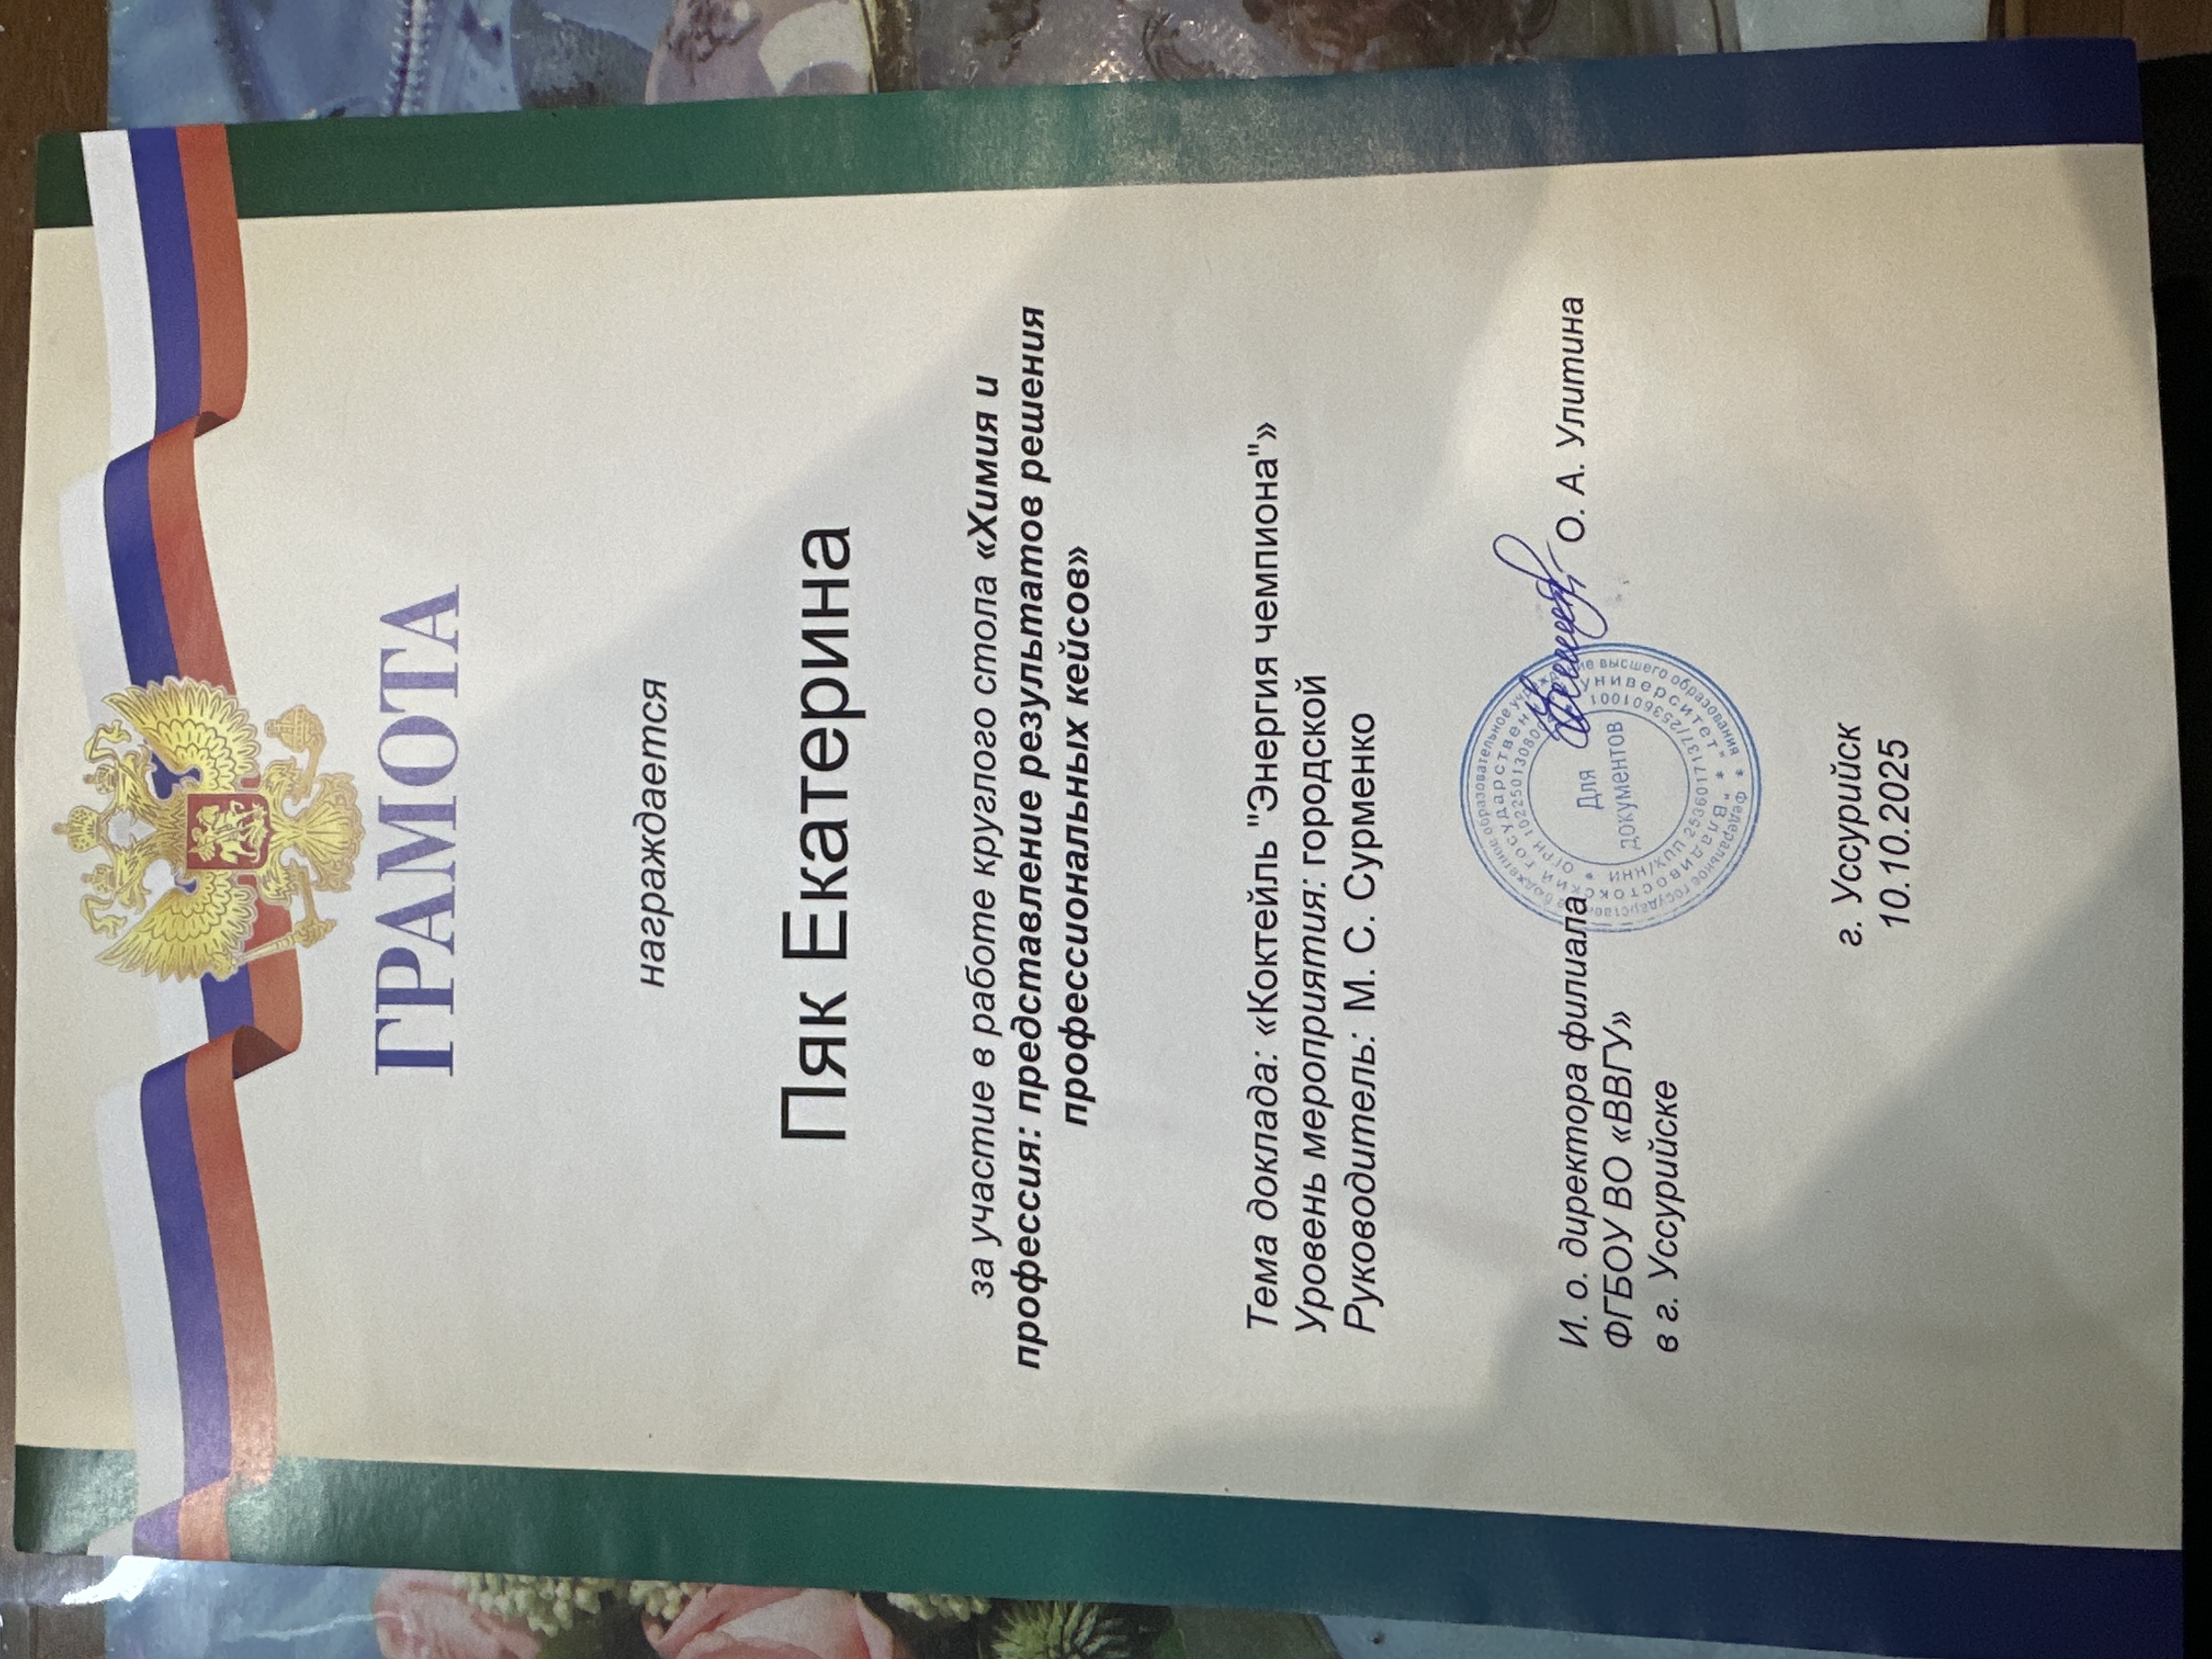 ГРАМОТА
награждается
Пяк Екатерина
за участие в работе круглого стола «Химия и
профессия: представление результатов решения
профессиональных кейсов»
Тема доклада: «Коктейль "Энергия чемпиона"»
Уровень мероприятия: городской
Руководитель: М. С. Сурменко
И. о. директора филиала
ФГБОУ ВО «ВВГУ»
в г. Уссурийске
О. А. Улитина
Для
документов
г. Уссурийск
10.10.2025